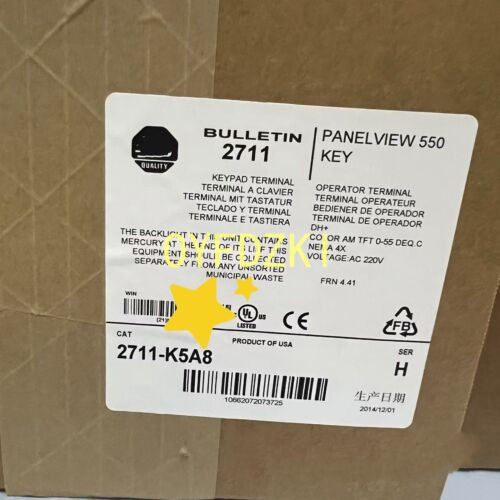 QUALITY
BULLETIN
2711
PANELVIEW 550
KEY
KEYPAD TERMINAL
TERMINAL A CLAVIER
TERMINAL MIT TASTATUR
TECLADO Y TERMINAL
TERMINALE E TASTIERA
OPERATOR TERMINAL
TERMINAL OPERATEUR
BEDIENER DE OPERADOR
TERMINAL DE OPERADOR
DH+
COLOR AM TFT 0-55 DEQ.C
NEMA 4X
VOLTAGE:AC 220V
THE BACKLIGHT IN THIS UNIT CONTAINS
MERCURY AT THE END OF ITS LIFE THIS
EQUIPMENT SHOULD BE COLLECTED
SEPARATELY FROM ANY UNSORTED
MUNICIPAL WASTE
FRN 4.41
WIN
UL
US
LISTED
CE
FB
CAT
PRODUCT OF USA
SER
2711-K5A8
H
10662072073725
生产日期
2014/12/01